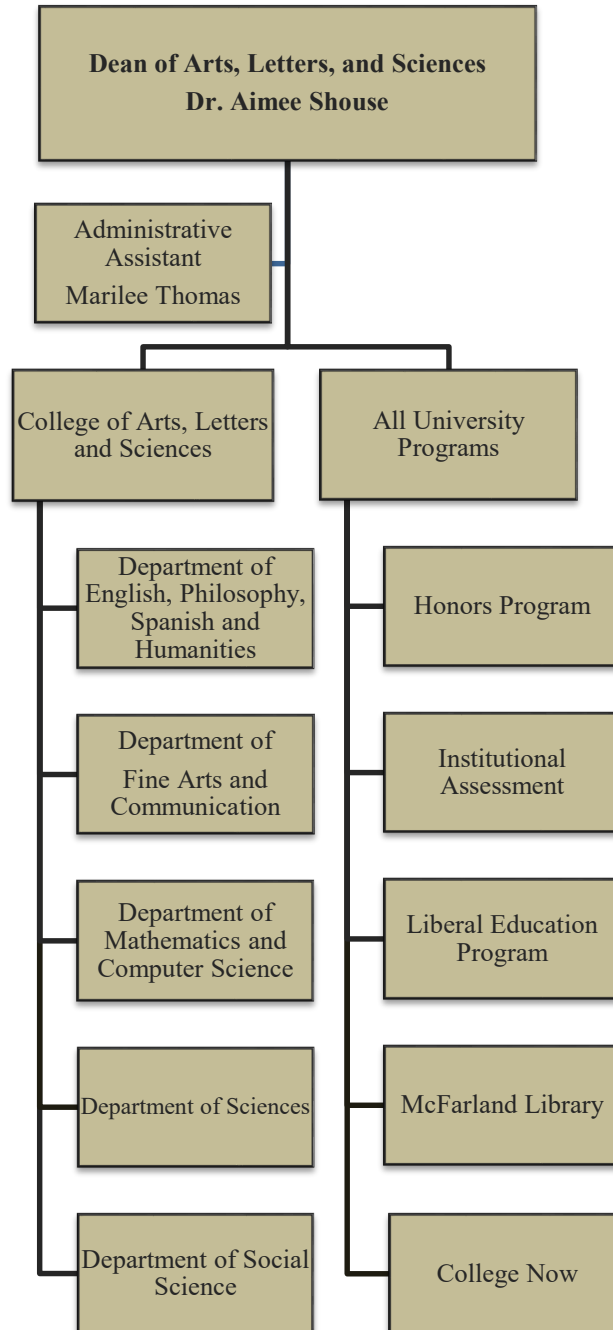 Dean of Arts, Letters, and Sciences
Dr. Aimee Shouse
Administrative
Assistant
Marilee Thomas
College of Arts, Letters
and Sciences
All University
Programs
Department of
English, Philosophy,
Spanish and
Humanities
Honors Program
Department of
Fine Arts and
Communication
Institutional
Assessment
Department of
Mathematics and
Computer Science
Liberal Education
Program
Department of Sciences
McFarland Library
Department of Social
Science
College Now